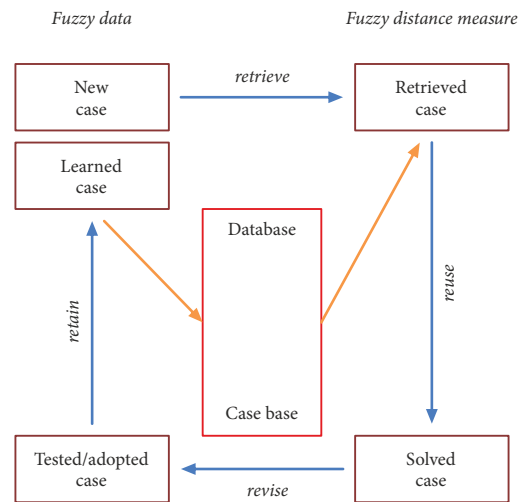 Fuzzy data
Fuzzy distance measure
New
case
retrieve
Retrieved
case
Learned
case
Database
retain
reuse
Case base
Tested/adopted
case
revise
Solved
case